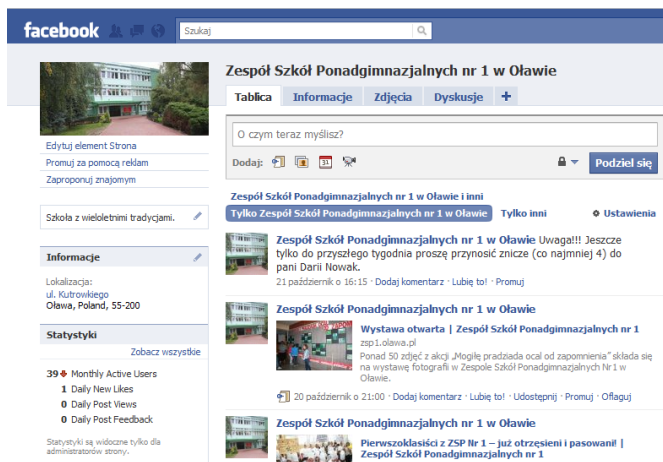 facebook
Szukaj
Edytuj element Strona
Promuj za pomocą reklam
Zaproponuj znajomym
Szkoła z wieloletnimi tradycjami.
Informacje
Lokalizacja:
ul. Kutrowkiego
Oława, Poland, 55-200
Statystyki
Zobacz wszystkie
39 Monthly Active Users
1 Daily New Likes
0 Daily Post Views
0 Daily Post Feedback
Statystyki są widoczne tylko dla
administratorów strony.
Zespół Szkół Ponadgimnazjalnych nr 1 w Oławie
Tablica Informacje Zdjęcia Dyskusje +
O czym teraz myślisz?
Dodaj: 31 Podziel się
Zespół Szkół Ponadgimnazjalnych nr 1 w Oławie i inni
Tylko Zespół Szkół Ponadgimnazjalnych nr 1 w Oławie Tylko inni Ustawienia
Zespół Szkół Ponadgimnazjalnych nr 1 w Oławie Uwaga!!! Jeszcze
tylko do przyszłego tygodnia proszę przynosić znicze (co najmniej 4) do
pani Darii Nowak.
21 październik o 16:15 · Dodaj komentarz · Lubię to! · Promuj
Zespół Szkół Ponadgimnazjalnych nr 1 w Oławie
Wystawa otwarta | Zespół Szkół Ponadgimnazjalnych nr 1
zsp1.olawa.pl
Ponad 50 zdjęć z akcji „Mogiłę pradziada ocal od zapomnienia" składa się
na wystawę fotografii w Zespole Szkół Ponadgimnazjalnych Nr 1 w
Oławie.
20 październik o 21:00 · Dodaj komentarz · Lubię to! · Udostępnij · Promuj · Oflaguj
Zespół Szkół Ponadgimnazjalnych nr 1 w Oławie
Pierwszoklasiści z ZSP Nr 1 – już otrzęsieni i pasowani! |
Zespół Szkół Ponadgimnazjalnych nr 1